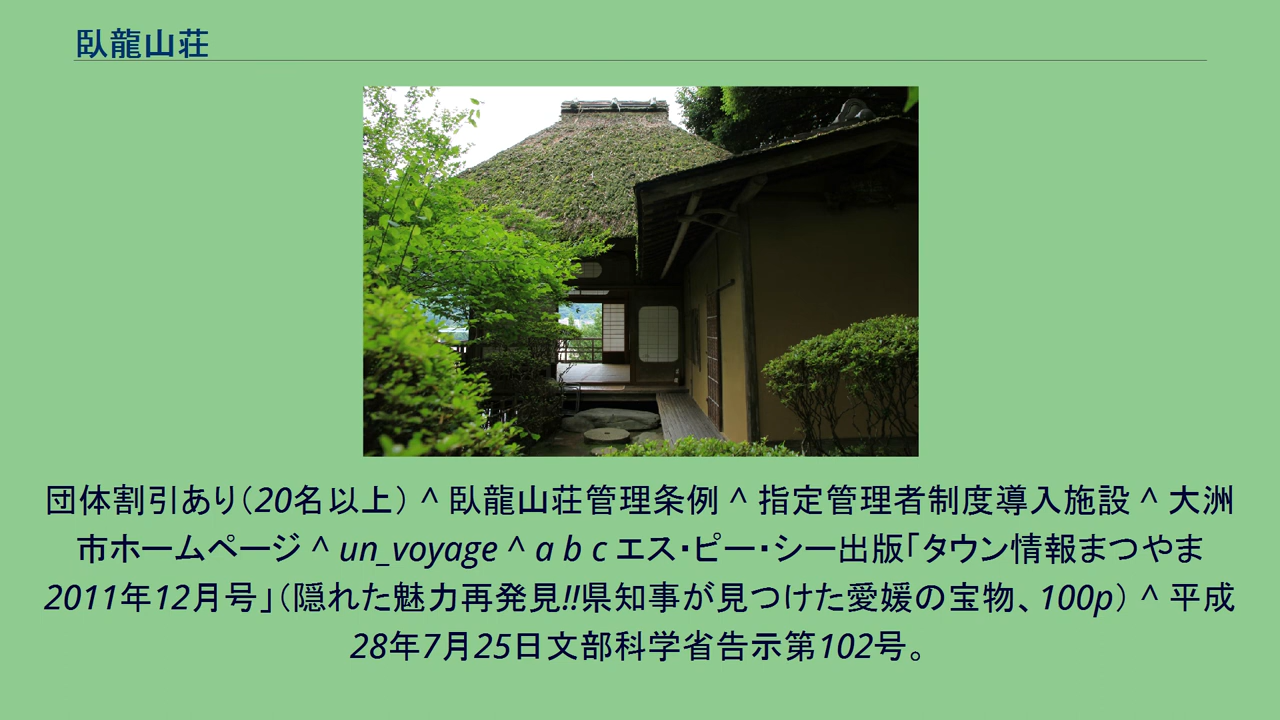 臥龍山荘
団体割引あり（20名以上） ^ 臥龍山荘管理条例 ^ 指定管理者制度導入施設 ^ 大洲
市ホームページ ^ un_voyage ^ a b c エス・ピー・シー出版「タウン情報まつやま
2011年12月号」（隠れた魅力再発見!!県知事が見つけた愛媛の宝物、100p） ^ 平成
28年7月25日文部科学省告示第102号。